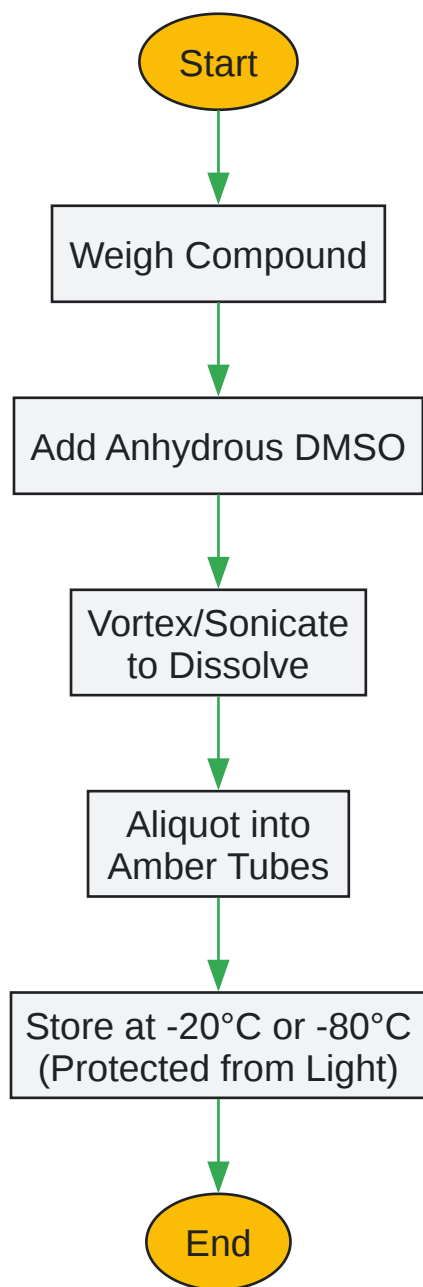 Start
Weigh Compound
Add Anhydrous DMSO
Vortex/Sonicate
to Dissolve
Aliquot into
Amber Tubes
Store at -20°C or -80°C
(Protected from Light)
End